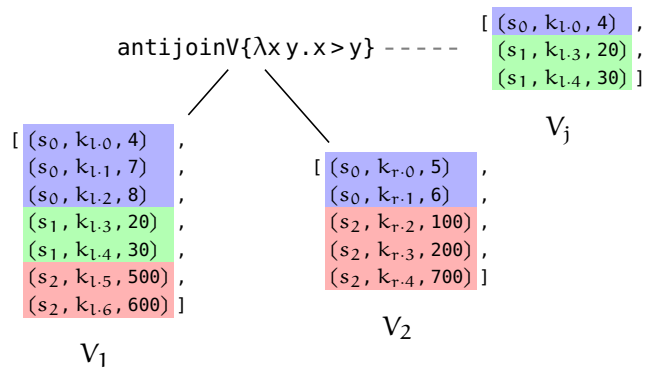 antijoinV{λx y.x > y}
[ (s₀, kₗ.₀, 4) ,
(s₁, kₗ.₃, 20) ,
(s₁, kₗ.₄, 30) ]
Vⱼ
[ (s₀, kₗ.₀, 4) ,
(s₀, kₗ.₁, 7) ,
(s₀, kₗ.₂, 8) ,
(s₁, kₗ.₃, 20) ,
(s₁, kₗ.₄, 30) ,
(s₂, kₗ.₅, 500) ,
(s₂, kₗ.₆, 600) ]
V₁
[ (s₀, kᵣ.₀, 5) ,
(s₀, kᵣ.₁, 6) ,
(s₂, kᵣ.₂, 100) ,
(s₂, kᵣ.₃, 200) ,
(s₂, kᵣ.₄, 700) ]
V₂